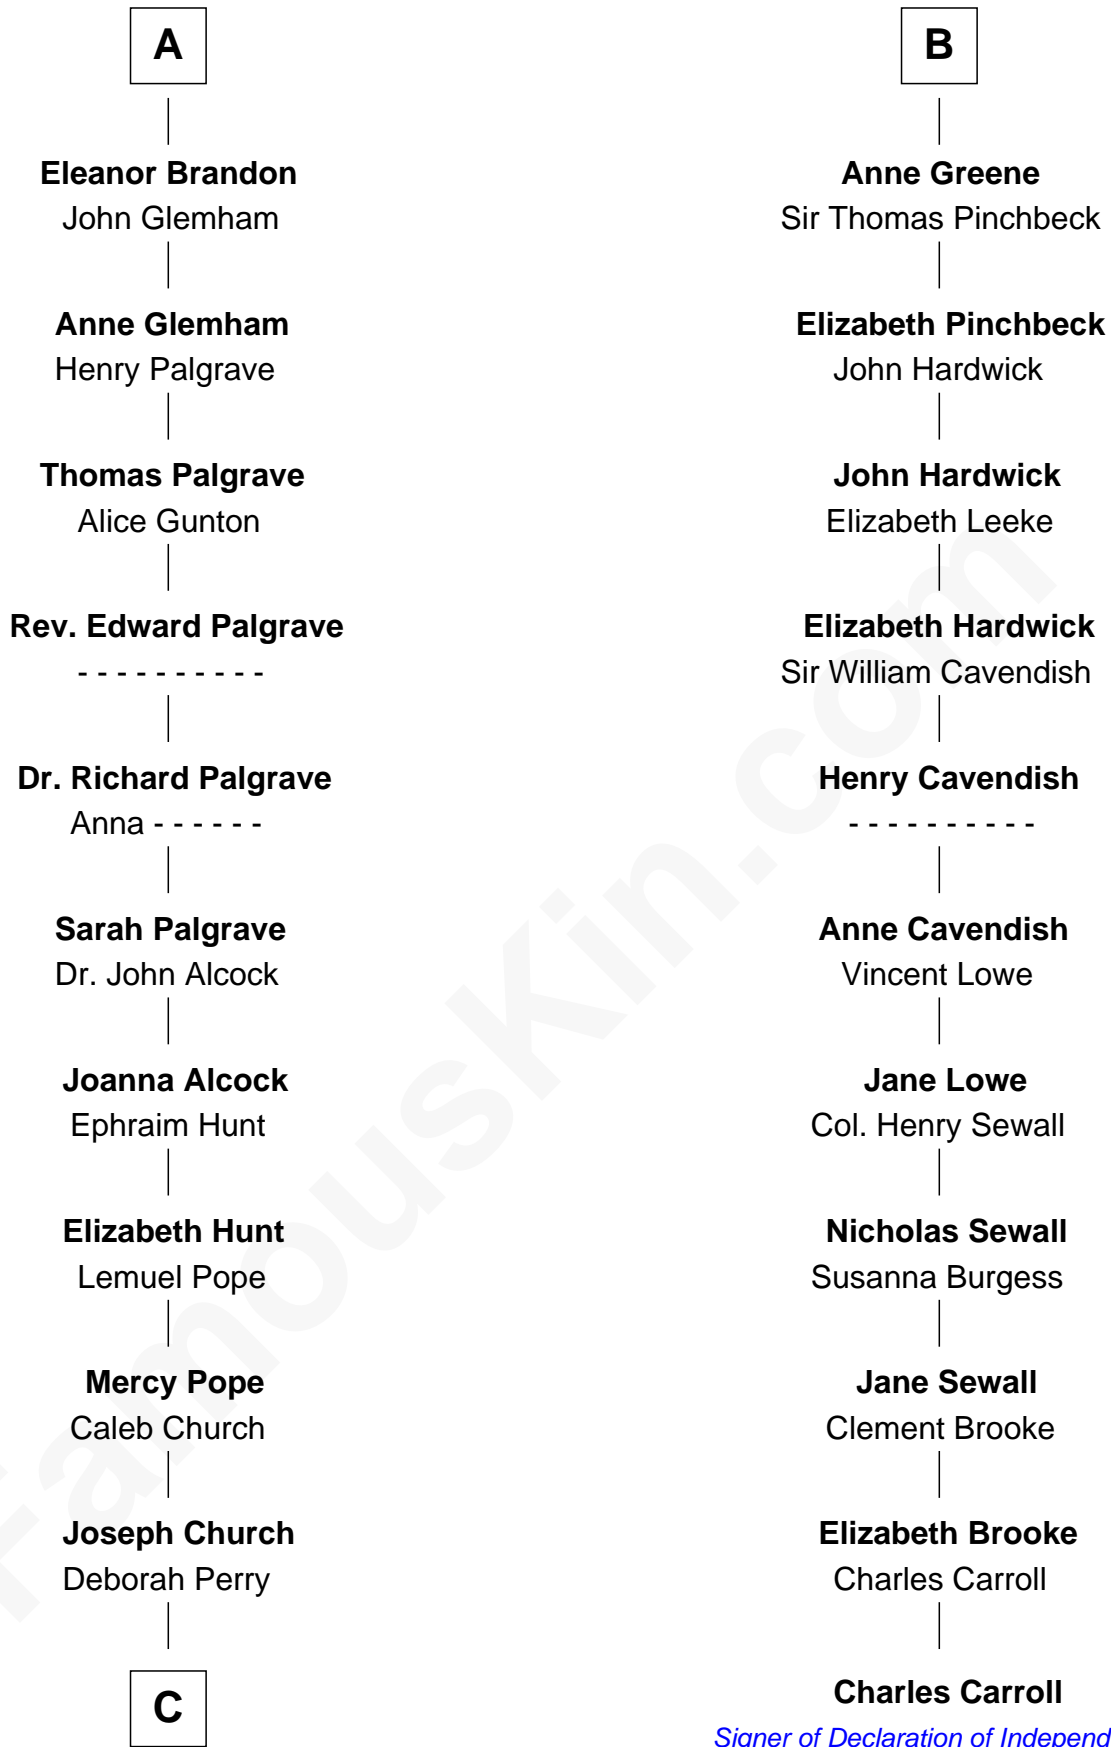 A
Eleanor Brandon
John Glemham
Anne Glemham
Henry Palgrave
Thomas Palgrave
Alice Gunton
Rev. Edward Palgrave
- - - - - - - - - -
Dr. Richard Palgrave
Anna - - - - - -
Sarah Palgrave
Dr. John Alcock
Joanna Alcock
Ephraim Hunt
Elizabeth Hunt
Lemuel Pope
Mercy Pope
Caleb Church
Joseph Church
Deborah Perry
C
B
Anne Greene
Sir Thomas Pinchbeck
Elizabeth Pinchbeck
John Hardwick
John Hardwick
Elizabeth Leeke
Elizabeth Hardwick
Sir William Cavendish
Henry Cavendish
- - - - - - - - - -
Anne Cavendish
Vincent Lowe
Jane Lowe
Col. Henry Sewall
Nicholas Sewall
Susanna Burgess
Jane Sewall
Clement Brooke
Elizabeth Brooke
Charles Carroll
Charles Carroll
Signer of Declaration of Independ
FamousKin.com